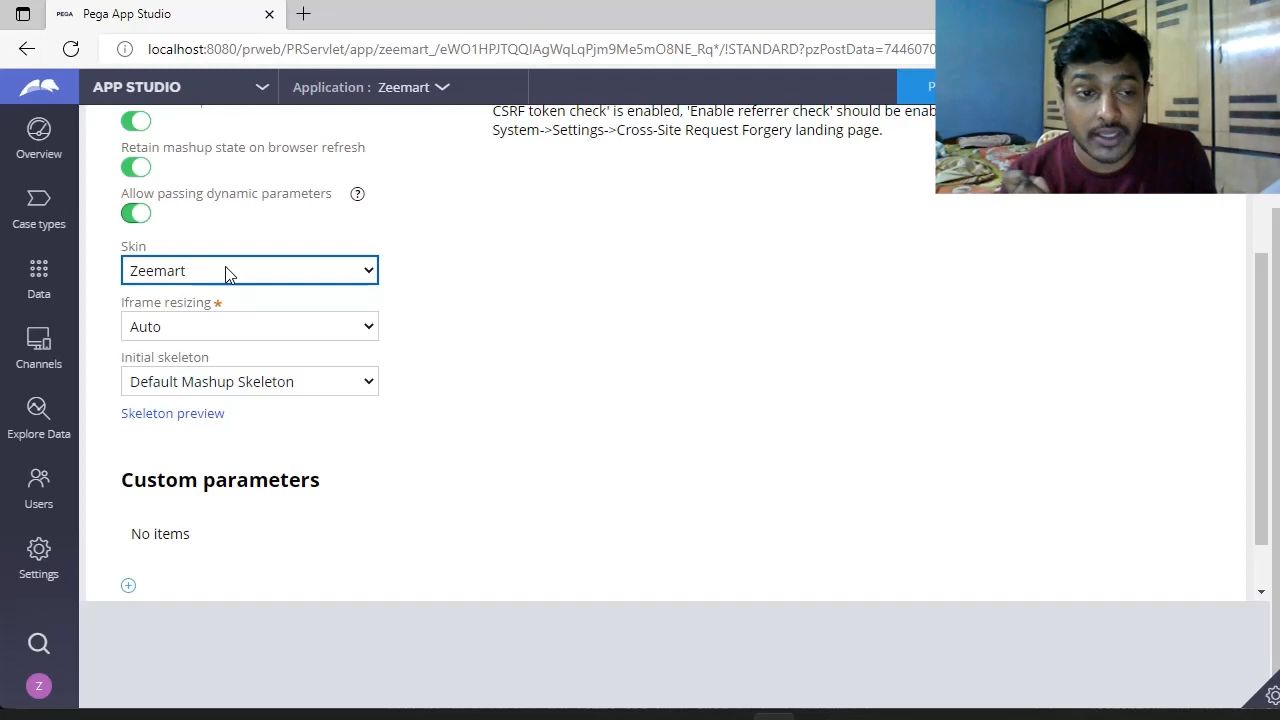 PEGA Pega App Studio
localhost:8080/prweb/PRServlet/app/zeemart_/eWO1HPJTQQIAgWqLqPjm9Me5mO8NE_Rq*/!STANDARD?pzPostData=7446070
APP STUDIO
Application : Zeemart
P
CSRF token check' is enabled, 'Enable referrer check' should be enab
System->Settings->Cross-Site Request Forgery landing page.
Overview
Case types
Data
Channels
Explore Data
Users
Settings
Z
Retain mashup state on browser refresh
Allow passing dynamic parameters ?
Skin
Zeemart
Iframe resizing *
Auto
Initial skeleton
Default Mashup Skeleton
Skeleton preview
Custom parameters
No items